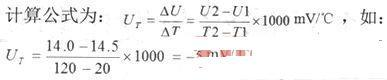 计算公式为: U_T = ΔU/ΔT = (U2-U1)/(T2-T1) ×1000 mV/℃ ，如:
U_T = (14.0-14.5)/(120-20) ×1000 = -5 m